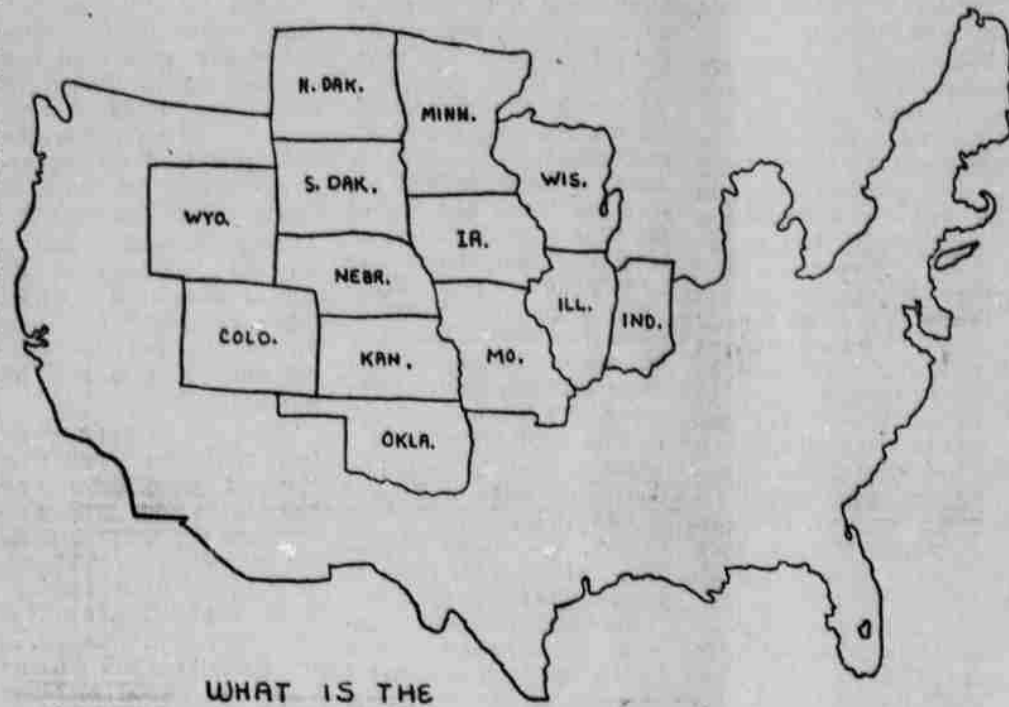 N. DAK.
MINN.
WIS.
S. DAK.
WYO.
IA.
NEBR.
ILL.
IND.
COLO.
KAN.
MO.
OKLA.
WHAT IS THE